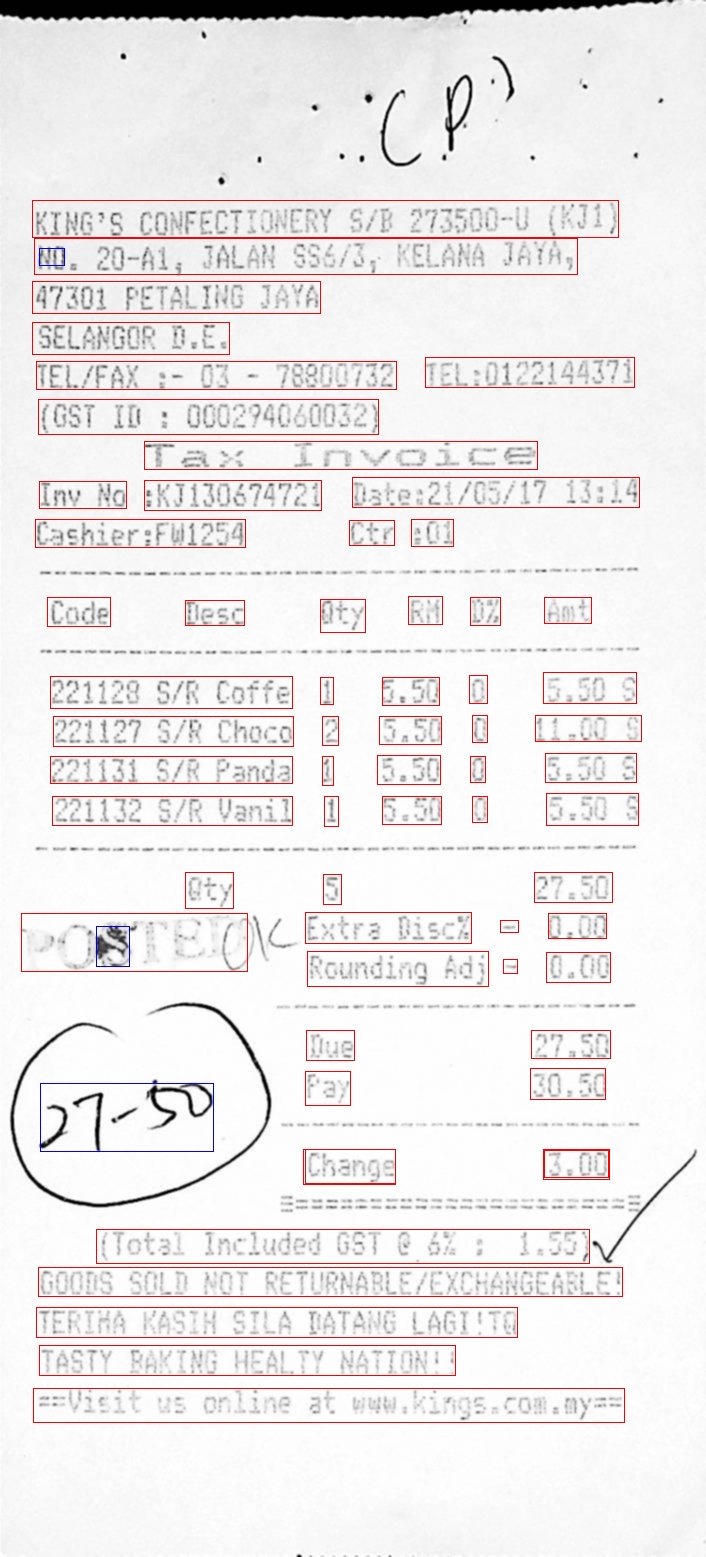 (P)
KING'S CONFECTIONERY S/B 273500-U (KJ1)
NO. 20-A1, JALAN SS6/3, KELANA JAYA,
47301 PETALING JAYA
SELANGOR D.E.
TEL/FAX :- 03 - 78800732 TEL:0122144371
(GST ID : 000294060032)
Tax Invoice
Inv No :KJ130674721 Date:21/05/17 13:14
Cashier:FW1254 Ctr :01
Code Desc Qty RM D% Amt
221128 S/R Coffe 1 5.50 0 5.50 S
221127 S/R Choco 2 5.50 0 11.00 S
221131 S/R Panda 1 5.50 0 5.50 S
221132 S/R Vanil 1 5.50 0 5.50 S
Qty 5 27.50
POSTED OK Extra Disc% - 0.00
Rounding Adj - 0.00
Due 27.50
27-50 Pay 30.50
Change 3.00
(Total Included GST @ 6% : 1.55)
GOODS SOLD NOT RETURNABLE/EXCHANGEABLE!
TERIMA KASIH SILA DATANG LAGI!TQ
TASTY BAKING HEALTY NATION!!
==Visit us online at www.kings.com.my==